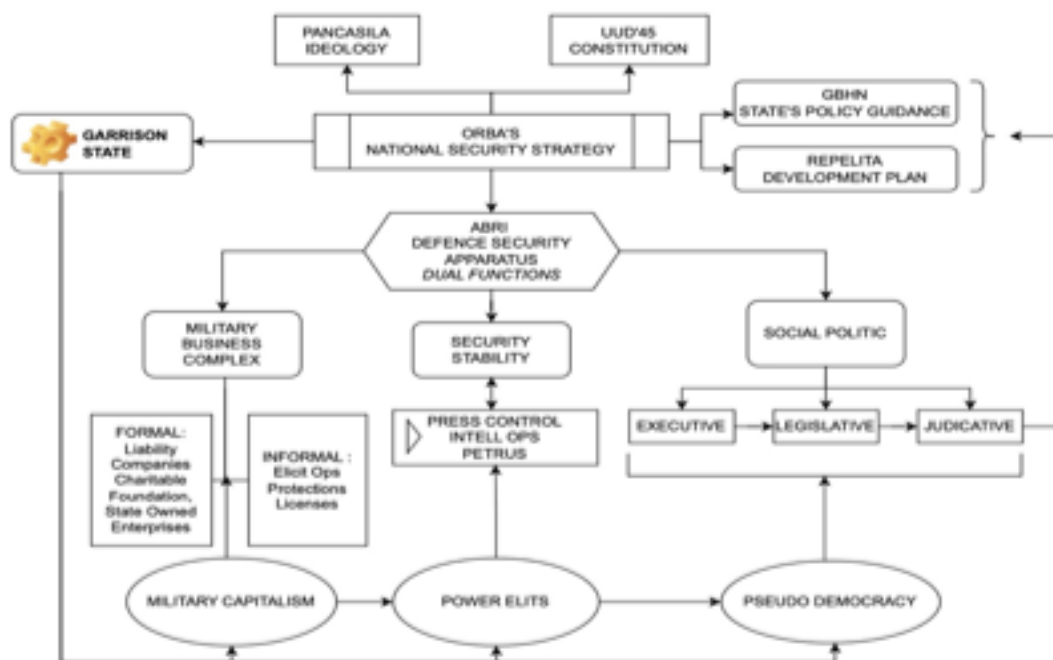 PANCASILA
IDEOLOGY
UUD'45
CONSTITUTION
GBHN
STATE'S POLICY GUIDANCE
GARRISON
STATE
ORBA'S
NATIONAL SECURITY STRATEGY
REPELITA
DEVELOPMENT PLAN
ABRI
DEFENCE SECURITY
APPARATUS
DUAL FUNCTIONS
MILITARY
BUSINESS
COMPLEX
SECURITY
STABILITY
SOCIAL POLITIC
FORMAL:
Liability
Companies
Charitable
Foundation,
State Owned
Enterprises
INFORMAL :
Elicit Ops
Protections
Licenses
PRESS CONTROL
INTELL OPS
PETRUS
EXECUTIVE
LEGISLATIVE
JUDICATIVE
MILITARY CAPITALISM
POWER ELITS
PSEUDO DEMOCRACY